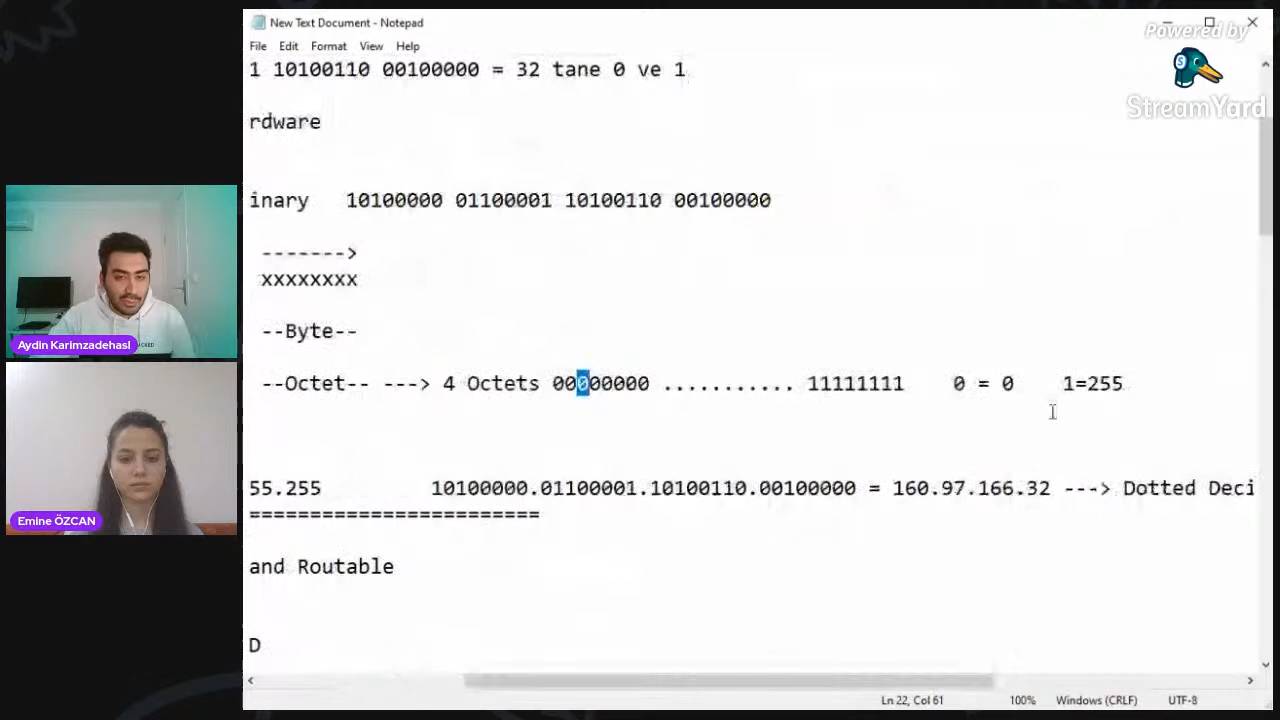 New Text Document - Notepad
File Edit Format View Help
Powered by
StreamYard
1 10100110 00100000 = 32 tane 0 ve 1
rdware
inary 10100000 01100001 10100110 00100000
------->
xxxxxxxx
--Byte--
--Octet-- ---> 4 Octets 00000000 ........... 11111111 0 = 0 1=255
55.255 10100000.01100001.10100110.00100000 = 160.97.166.32 ---> Dotted Deci
========================
and Routable
D
Aydin Karimzadehasl
Emine ÖZCAN
Ln 22, Col 61 100% Windows (CRLF) UTF-8